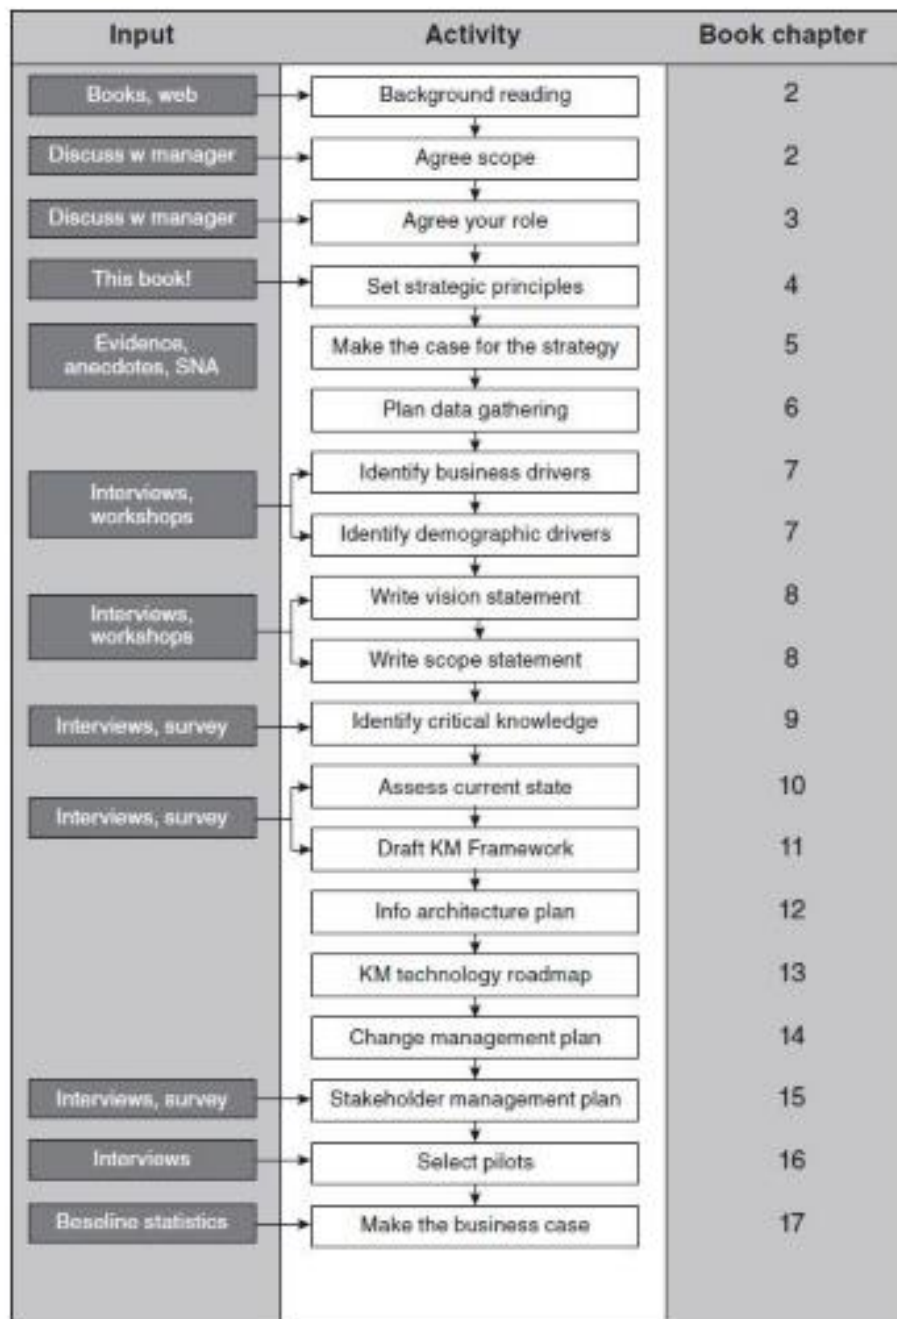 Input Activity Book chapter
Books, web Background reading 2
Discuss w manager Agree scope 2
Discuss w manager Agree your role 3
This book! Set strategic principles 4
Evidence,
anecdotes, SNA Make the case for the strategy 5
Plan data gathering 6
Interviews,
workshops
Identify business drivers 7
Identify demographic drivers 7
Interviews,
workshops
Write vision statement 8
Write scope statement 8
Interviews, survey Identify critical knowledge 9
Interviews, survey
Assess current state 10
Draft KM Framework 11
Info architecture plan 12
KM technology roadmap 13
Change management plan 14
Interviews, survey Stakeholder management plan 15
Interviews Select pilots 16
Baseline statistics Make the business case 17